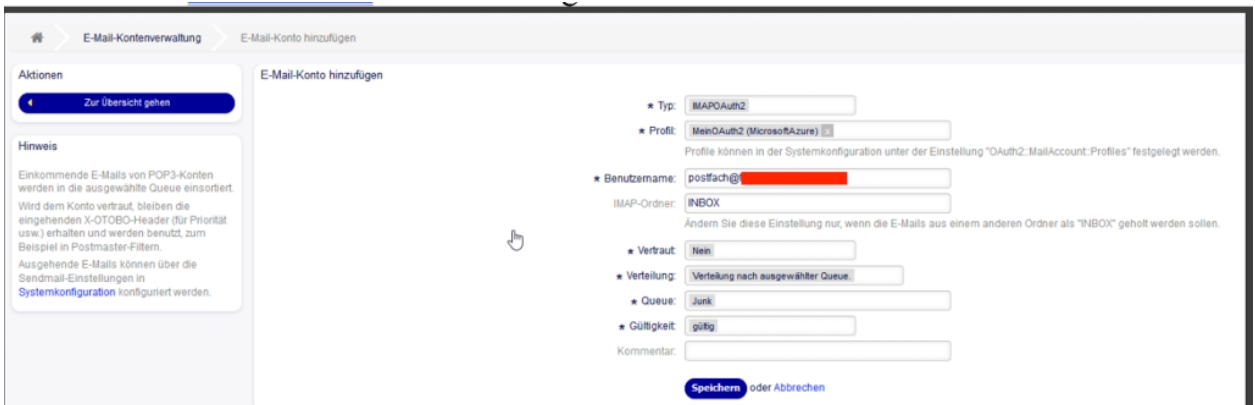 E-Mail-Kontenverwaltung
E-Mail-Konto hinzufügen
Aktionen
Zur Übersicht gehen
Hinweis
Einkommende E-Mails von POP3-Konten
werden in die ausgewählte Queue einsortiert.
Wird dem Konto vertraut, bleiben die
eingehenden X-OTOBO-Header (für Priorität
usw.) erhalten und werden benutzt, zum
Beispiel in Postmaster-Filtern.
Ausgehende E-Mails können über die
Sendmail-Einstellungen in
Systemkonfiguration konfiguriert werden.
E-Mail-Konto hinzufügen
★ Typ: IMAPOAuth2
★ Profil: MeinOAuth2 (MicrosoftAzure) x
Profile können in der Systemkonfiguration unter der Einstellung "OAuth2::MailAccount::Profiles" festgelegt werden.
★ Benutzername: postfach@
IMAP-Ordner: INBOX
Ändern Sie diese Einstellung nur, wenn die E-Mails aus einem anderen Ordner als "INBOX" geholt werden sollen.
★ Vertraut: Nein
★ Verteilung: Verteilung nach ausgewählter Queue.
★ Queue: Junk
★ Gültigkeit: gültig
Kommentar:
Speichern oder Abbrechen